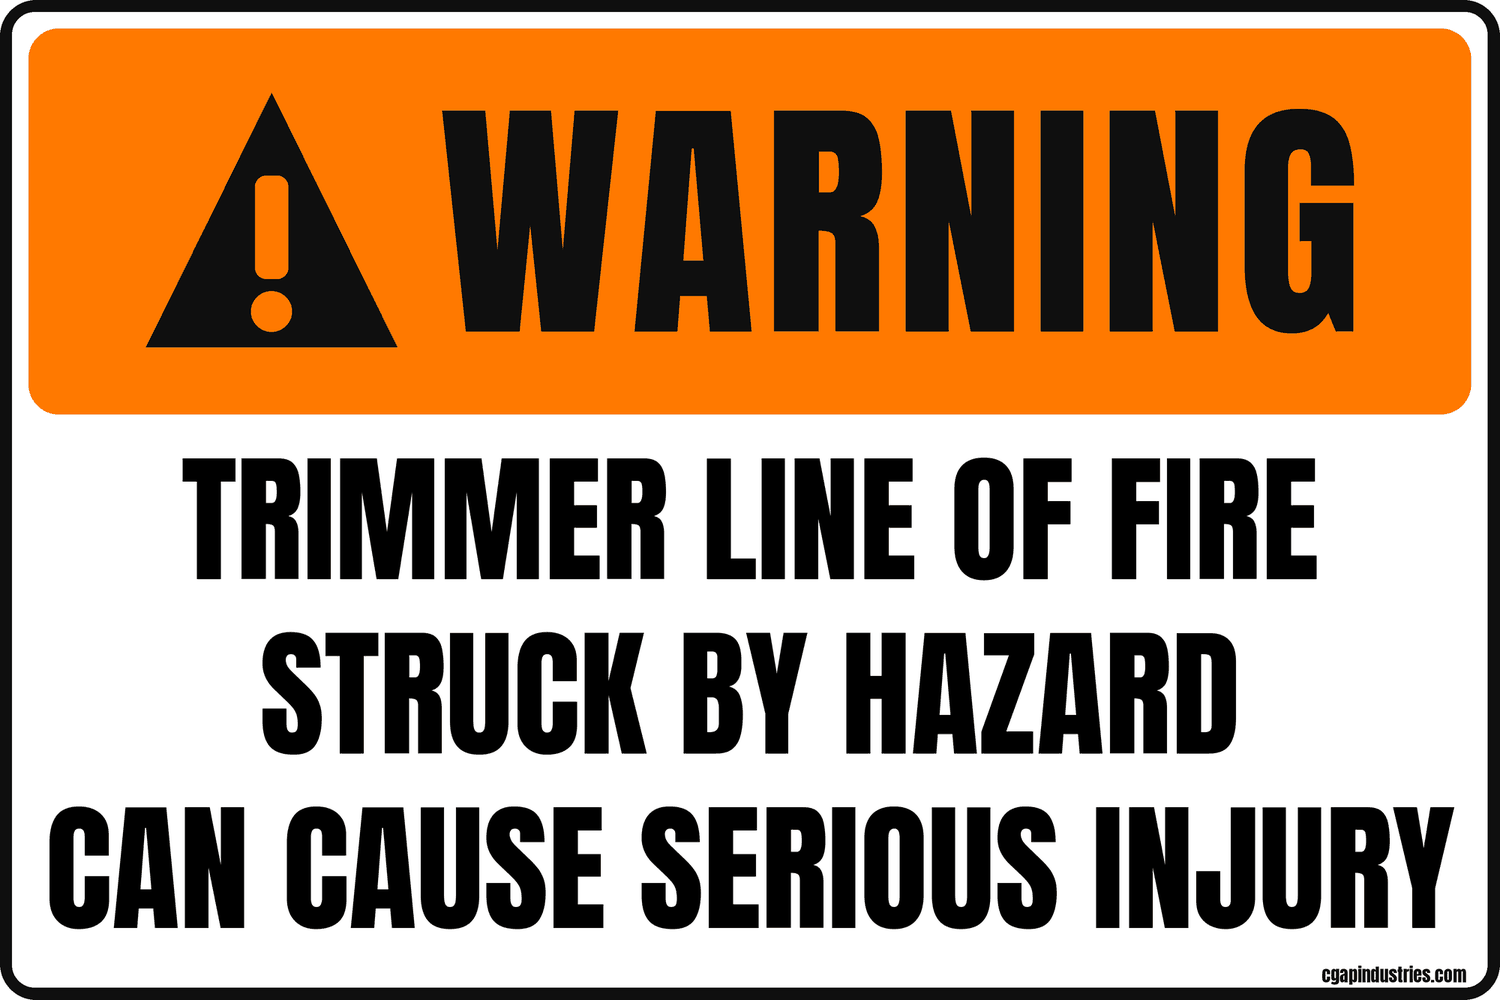 WARNING
TRIMMER LINE OF FIRE
STRUCK BY HAZARD
CAN CAUSE SERIOUS INJURY
cgapindustries.com